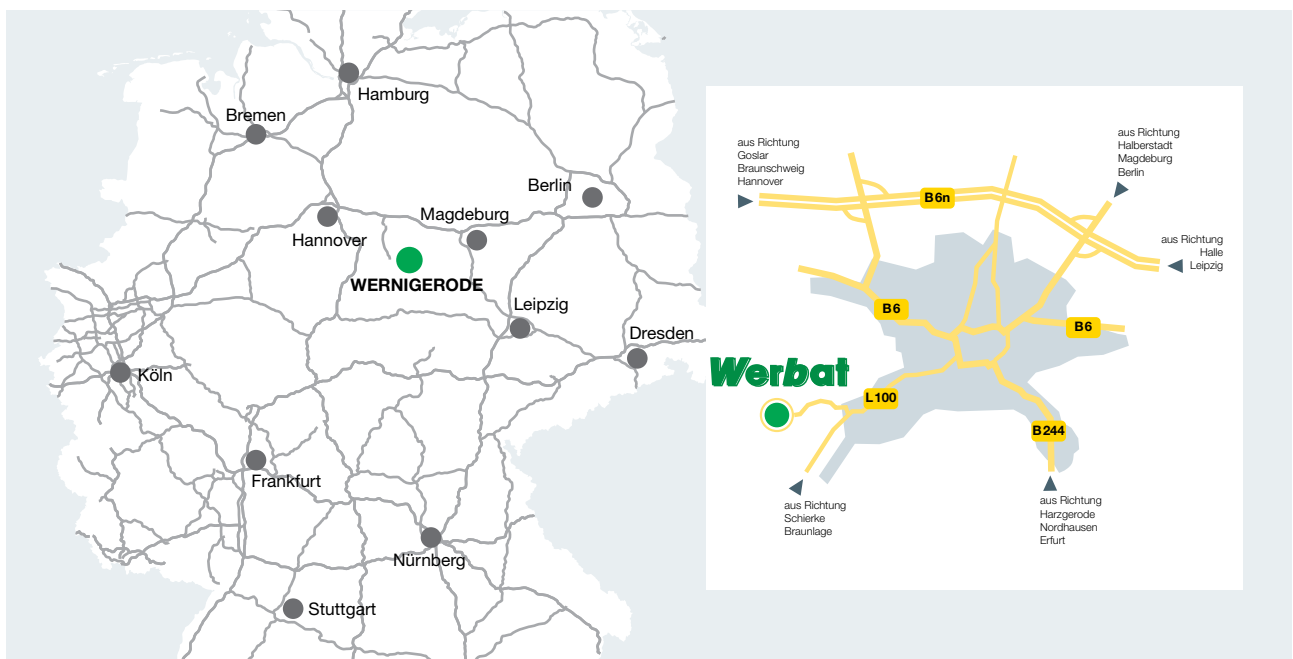 Hamburg
Bremen
Berlin
Magdeburg
Hannover
WERNIGERODE
Leipzig
Dresden
Köln
Frankfurt
Nürnberg
Stuttgart
aus Richtung
Goslar
Braunschweig
Hannover
aus Richtung
Halberstadt
Magdeburg
Berlin
B6n
aus Richtung
Halle
Leipzig
B6
B6
Werbat
L100
B244
aus Richtung
Schierke
Braunlage
aus Richtung
Harzgerode
Nordhausen
Erfurt